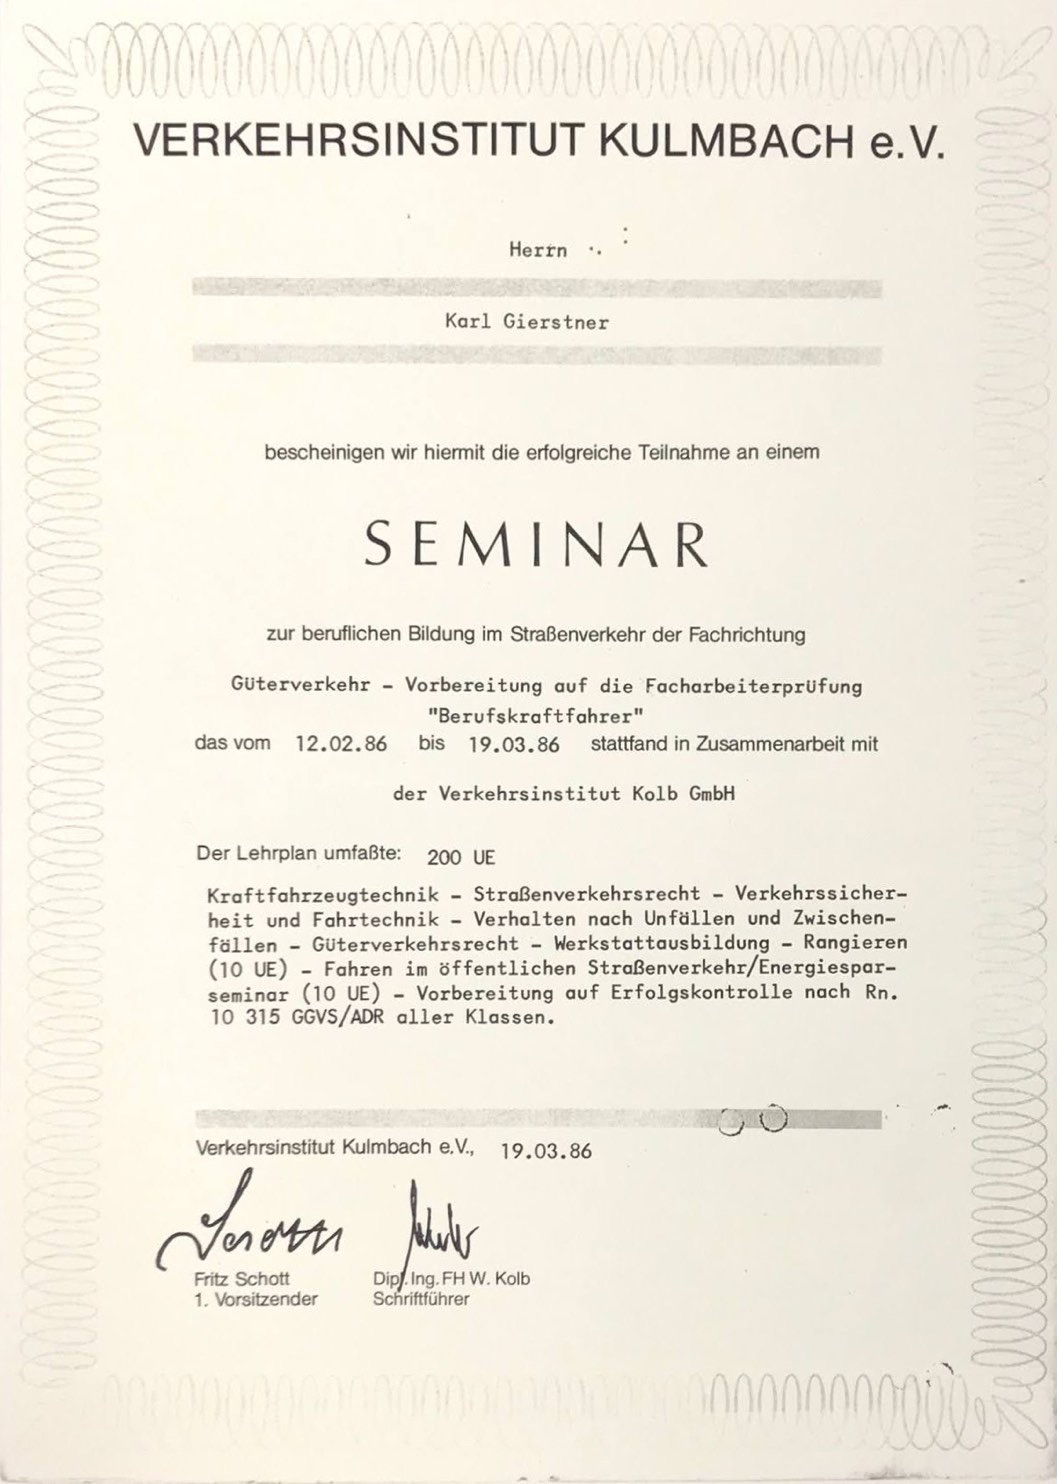 VERKEHRSINSTITUT KULMBACH e.V.
Herrn
Karl Gierstner
bescheinigen wir hiermit die erfolgreiche Teilnahme an einem
SEMINAR
zur beruflichen Bildung im Straßenverkehr der Fachrichtung
Güterverkehr - Vorbereitung auf die Facharbeiterprüfung
"Berufskraftfahrer"
das vom 12.02.86 bis 19.03.86 stattfand in Zusammenarbeit mit
der Verkehrsinstitut Kolb GmbH
Der Lehrplan umfaßte: 200 UE
Kraftfahrzeugtechnik - Straßenverkehrsrecht - Verkehrssicher-
heit und Fahrtechnik - Verhalten nach Unfällen und Zwischen-
fällen - Güterverkehrsrecht - Werkstattausbildung - Rangieren
(10 UE) - Fahren im öffentlichen Straßenverkehr/Energiespar-
seminar (10 UE) - Vorbereitung auf Erfolgskontrolle nach Rn.
10 315 GGVS/ADR aller Klassen.
Verkehrsinstitut Kulmbach e.V., 19.03.86
Fritz Schott
1. Vorsitzender
Dipl. Ing. FH W. Kolb
Schriftführer